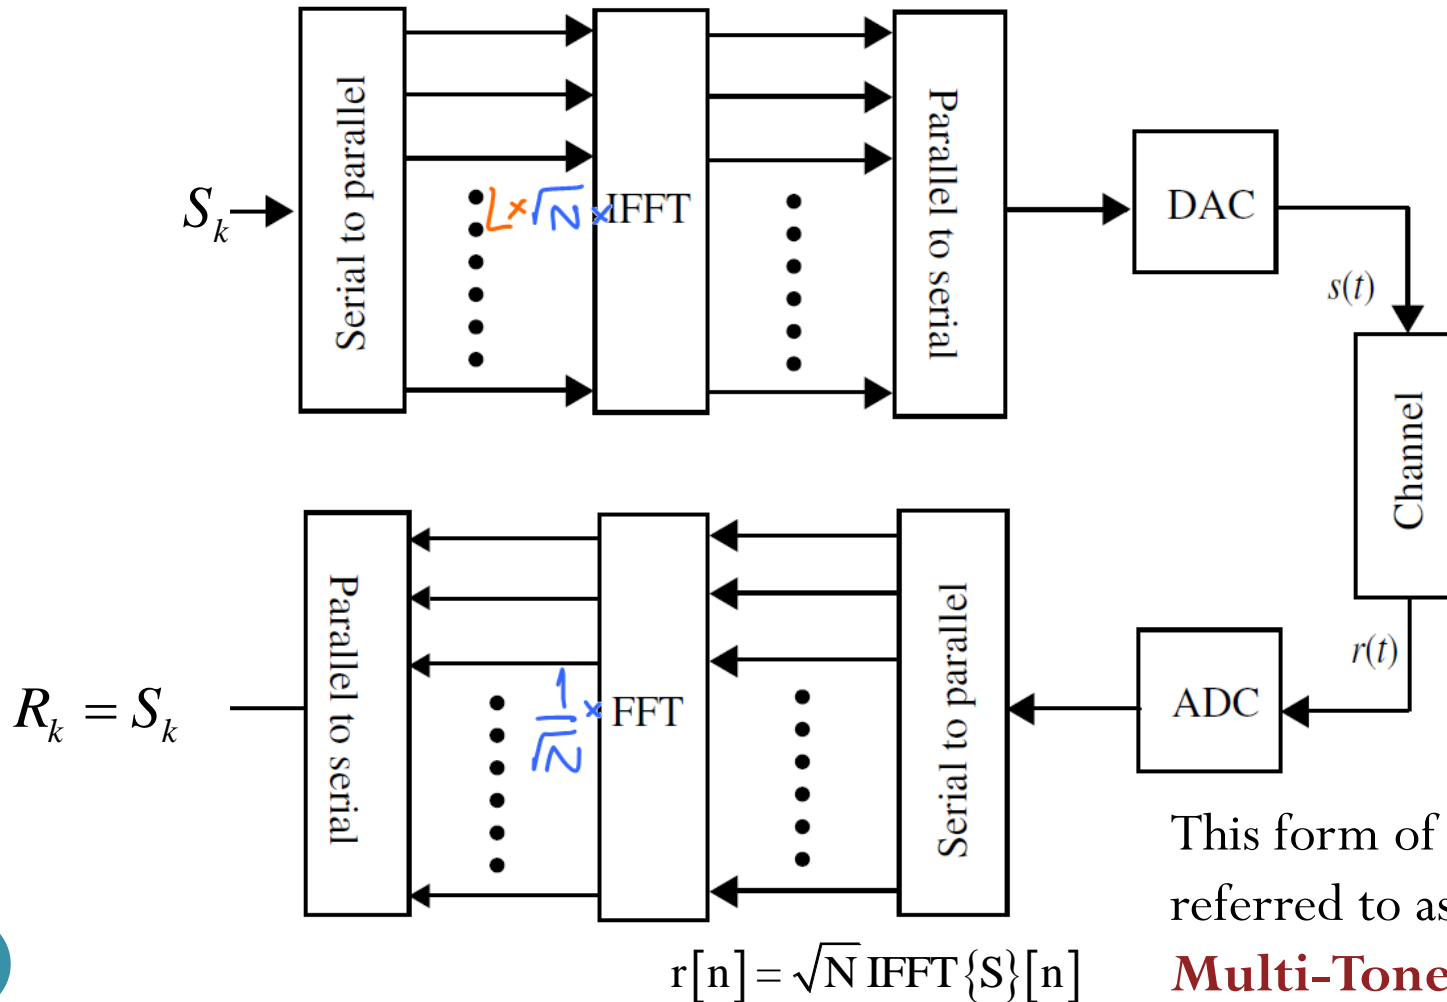 S_k
Serial to parallel
L × √N ×
IFFT
Parallel to serial
DAC
s(t)
Channel
r(t)
ADC
Serial to parallel
1/√N ×
FFT
Parallel to serial
R_k = S_k
r[n] = √N IFFT{S}[n]
This form of
referred to as
Multi-Tone